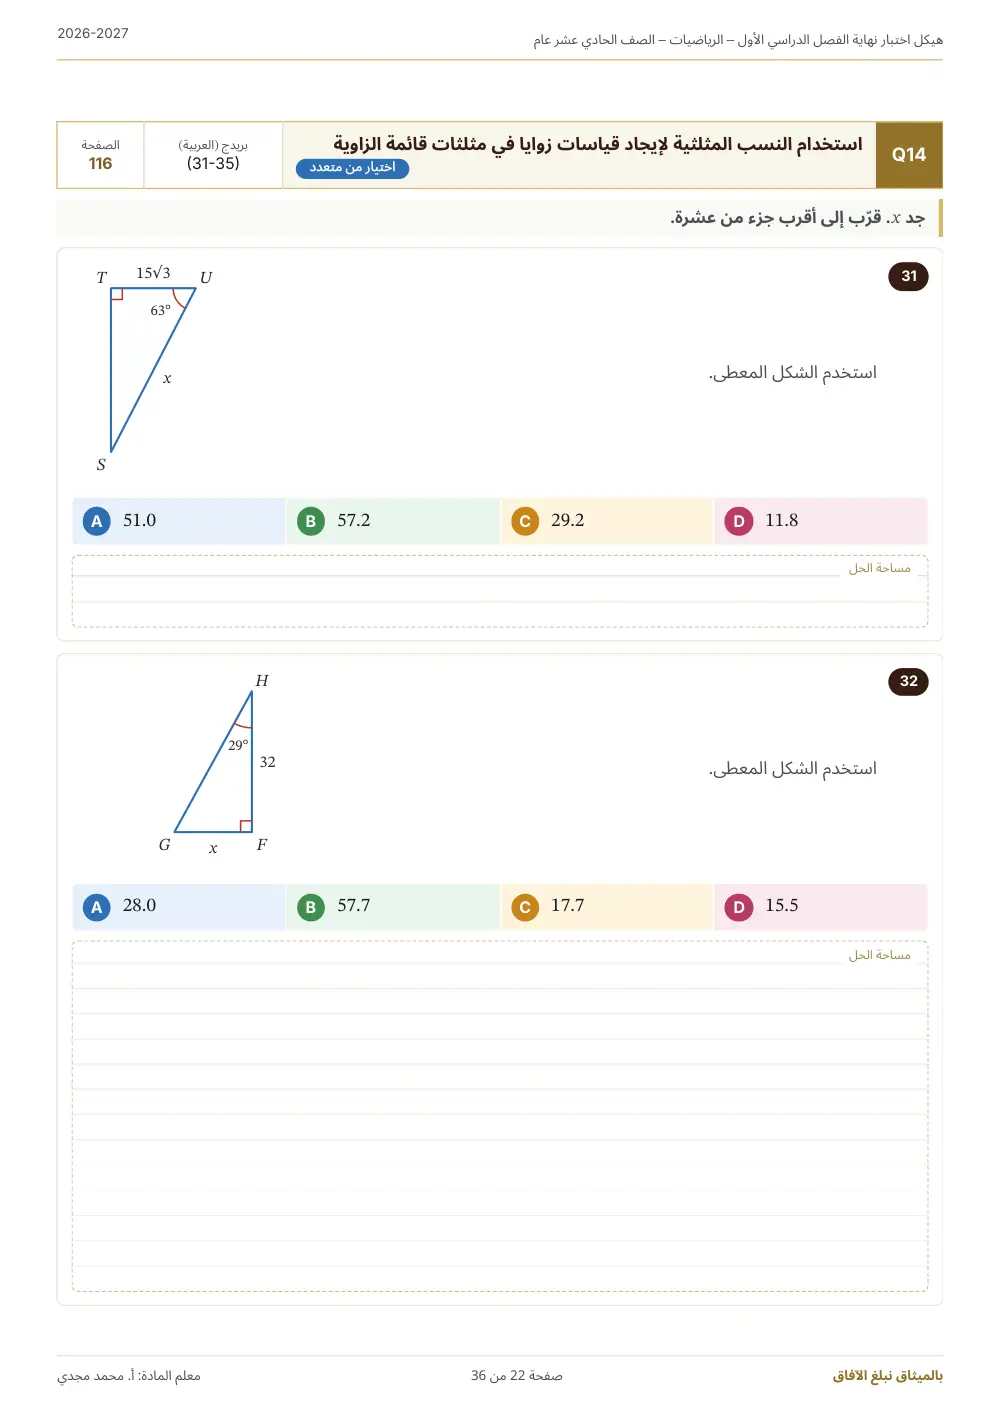 هيكل اختبار نهاية الفصل الدراسي الأول – الرياضيات – الصف الحادي عشر عام
2026-2027
Q14
استخدام النسب المثلثية لإيجاد قياسات زوايا في مثلثات قائمة الزاوية
اختيار من متعدد
بريدج (العربية)
(31-35)
الصفحة
116
جد x. قرّب إلى أقرب جزء من عشرة.
31
T 15√3 U
63°
x
S
استخدم الشكل المعطى.
A 51.0 B 57.2 C 29.2 D 11.8
مساحة الحل
32
H
29°
32
G x F
استخدم الشكل المعطى.
A 28.0 B 57.7 C 17.7 D 15.5
مساحة الحل
بالميثاق نبلغ الآفاق
صفحة 22 من 36
معلم المادة: أ. محمد مجدي